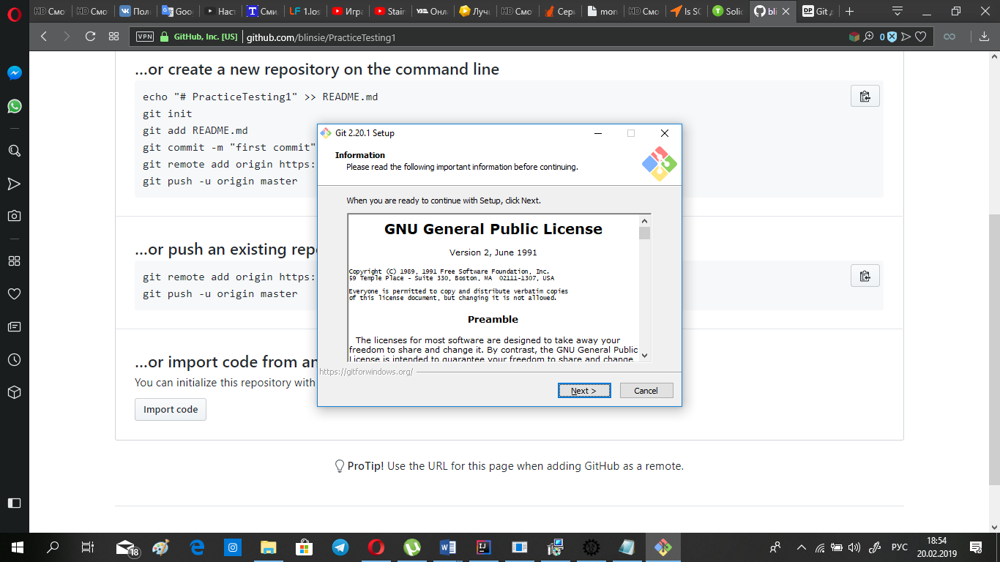 HD Смо
HD Смо
Пол
Goo
Наст
T Сми
LF 1.los
Игра
Stair
Онл
Луч
HD Смо
Сері
mon
HD Смо
Is SC
Solid
bli
DP Git д
VPN GitHub, Inc. [US] github.com/blinsie/PracticeTesting1
0
...or create a new repository on the command line
echo "# PracticeTesting1" >> README.md
git init
git add README.md
git commit -m "first commit"
git remote add origin https:
git push -u origin master
...or push an existing rep
git remote add origin https:
git push -u origin master
...or import code from an
You can initialize this repository with
Import code
ProTip! Use the URL for this page when adding GitHub as a remote.
Git 2.20.1 Setup
Information
Please read the following important information before continuing.
When you are ready to continue with Setup, click Next.
GNU General Public License
Version 2, June 1991
Copyright (C) 1989, 1991 Free Software Foundation, Inc.
59 Temple Place - Suite 330, Boston, MA  02111-1307, USA
Everyone is permitted to copy and distribute verbatim copies
of this license document, but changing it is not allowed.
Preamble
The licenses for most software are designed to take away your
freedom to share and change it. By contrast, the GNU General Public
License is intended to guarantee your freedom to share and change
https://gitforwindows.org/
Next >
Cancel
18
РУС
18:54
20.02.2019